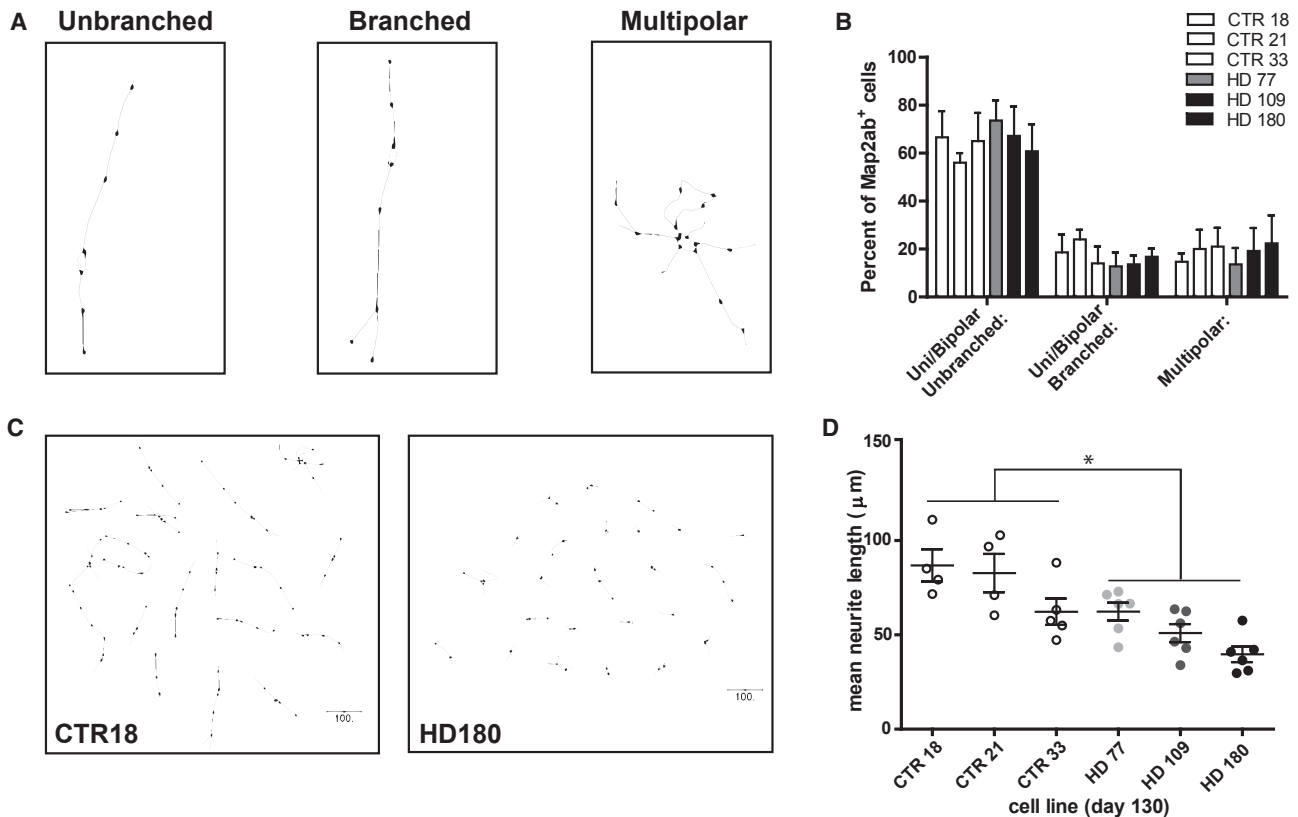 A
Unbranched
Branched
Multipolar
B
CTR 18
CTR 21
CTR 33
HD 77
HD 109
HD 180
Percent of Map2ab+ cells
100
80
60
40
20
0
Uni/Bipolar
Unbranched:
Uni/Bipolar
Branched:
Multipolar:
C
100.
CTR18
100.
HD180
D
mean neurite length ( μm)
150
100
50
0
*
CTR 18
CTR 21
CTR 33
HD 77
HD 109
HD 180
cell line (day 130)